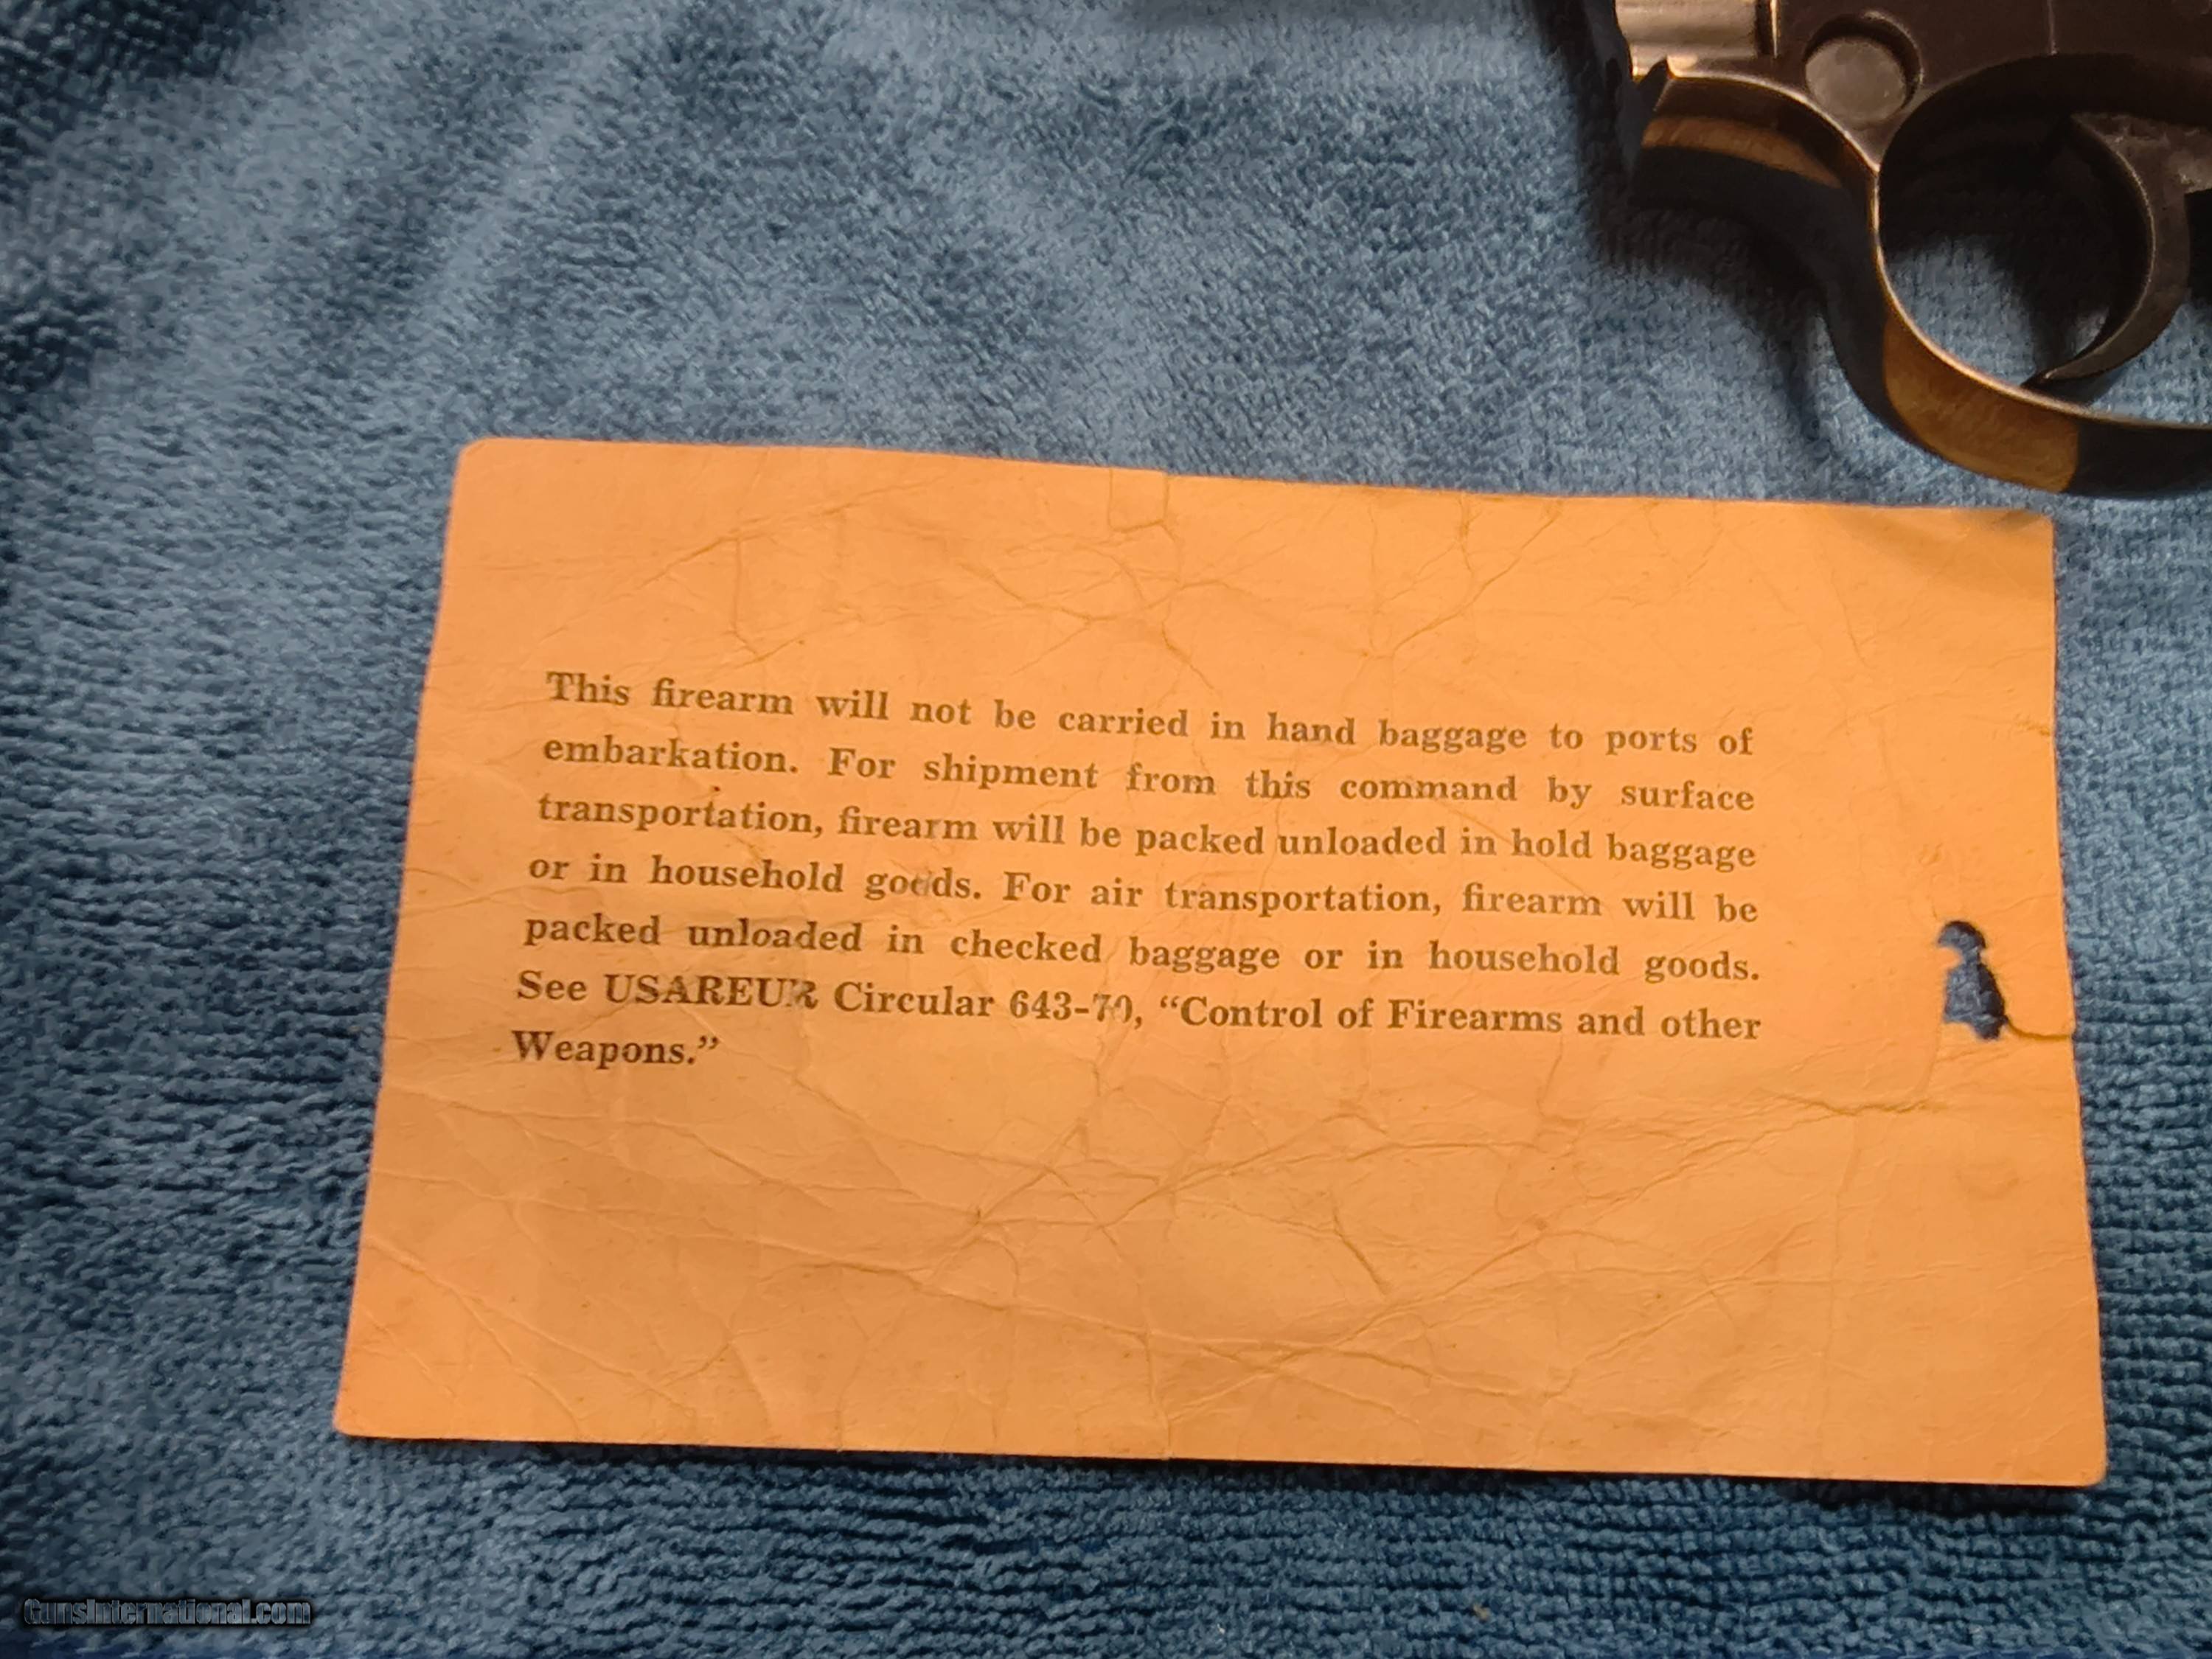 This firearm will not be carried in hand baggage to ports of
embarkation. For shipment from this command by surface
transportation, firearm will be packed unloaded in hold baggage
or in household goods. For air transportation, firearm will be
packed unloaded in checked baggage or in household goods.
See USAREUR Circular 643-70, “Control of Firearms and other
Weapons.”
GunsInternational.com